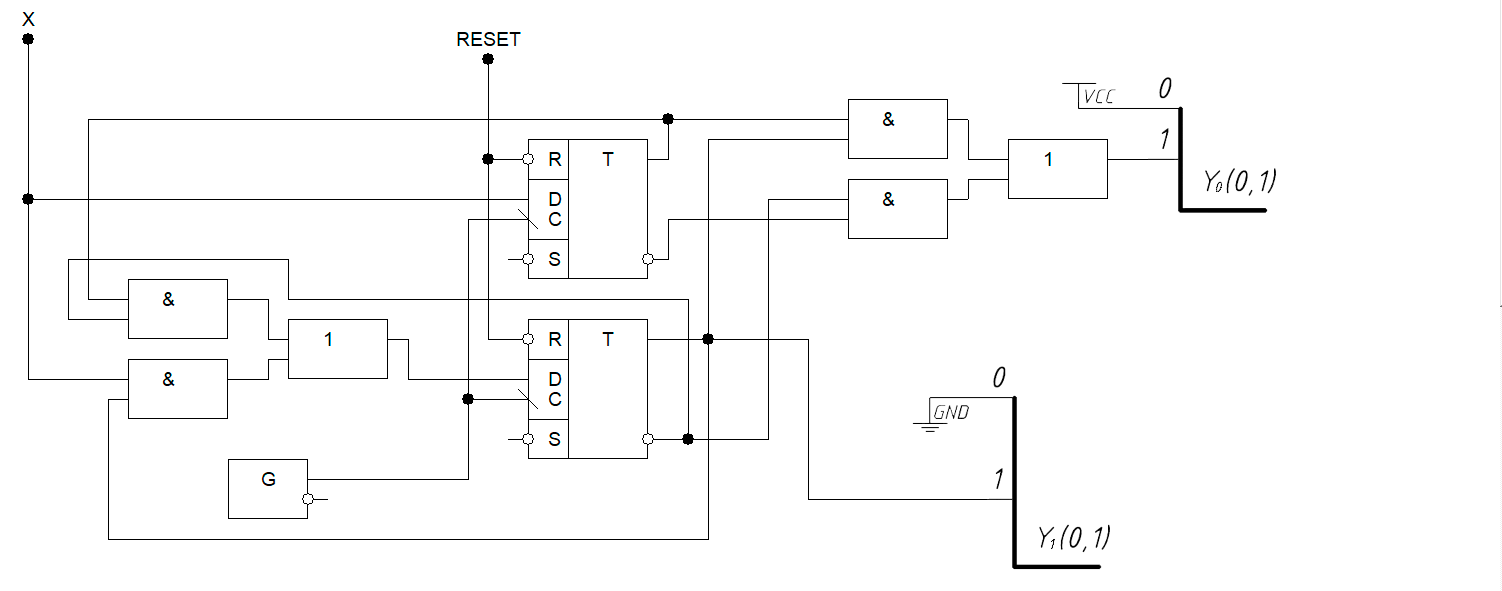 X
RESET
VCC
0
1
Y₀(0,1)
&
1
&
R T
D
C
S
&
1
&
R T
D
C
S
G
0
GND
1
Y₁(0,1)